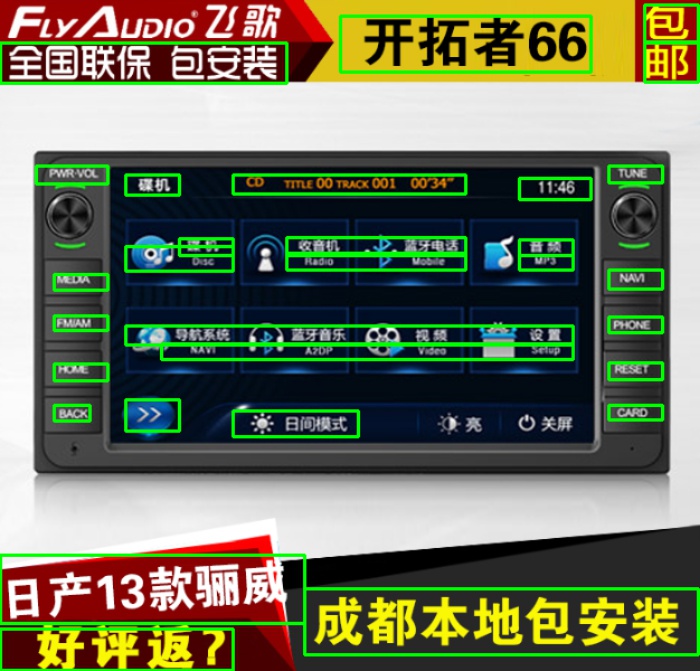 FLYAUDIO® 飞歌
全国联保 包安装
开拓者66
包邮
PWR-VOL
TUNE
碟机
CD TITLE 00 TRACK 001 00'34"
11:46
碟机 收音机 蓝牙电话 音频
Disc Radio Mobile MP3
MEDIA
NAVI
FM/AM
PHONE
导航系统 蓝牙音乐 视频 设置
NAVI A2DP Video Setup
HOME
RESET
BACK
CARD
>> 日间模式 亮 关屏
日产13款骊威
好评返?
成都本地包安装